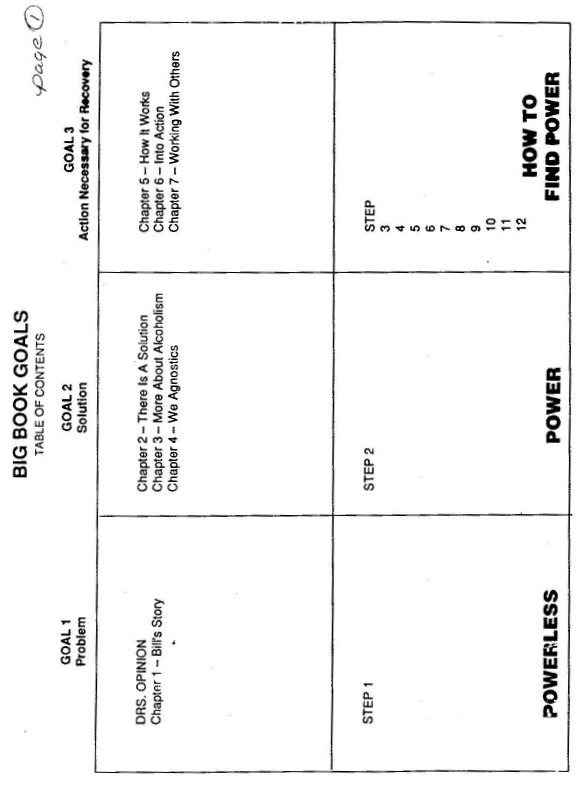 page 1
BIG BOOK GOALS
TABLE OF CONTENTS
GOAL 1
Problem
GOAL 2
Solution
GOAL 3
Action Necessary for Recovery
DRS. OPINION
Chapter 1 – Bill's Story
Chapter 2 – There Is A Solution
Chapter 3 – More About Alcoholism
Chapter 4 – We Agnostics
Chapter 5 – How It Works
Chapter 6 – Into Action
Chapter 7 – Working With Others
STEP 1
POWERLESS
STEP 2
POWER
STEP
3
4
5
6
7
8
9
10
11
12
HOW TO
FIND POWER